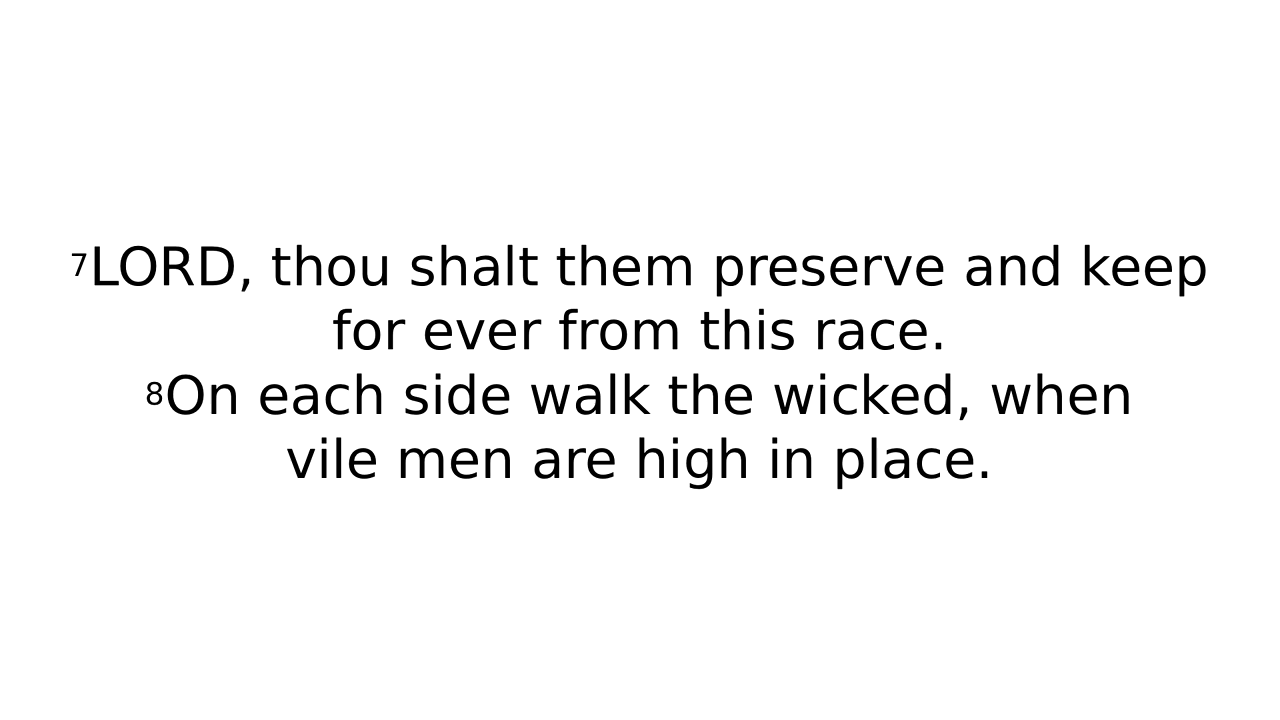 ⁷LORD, thou shalt them preserve and keep
for ever from this race.
⁸On each side walk the wicked, when
vile men are high in place.